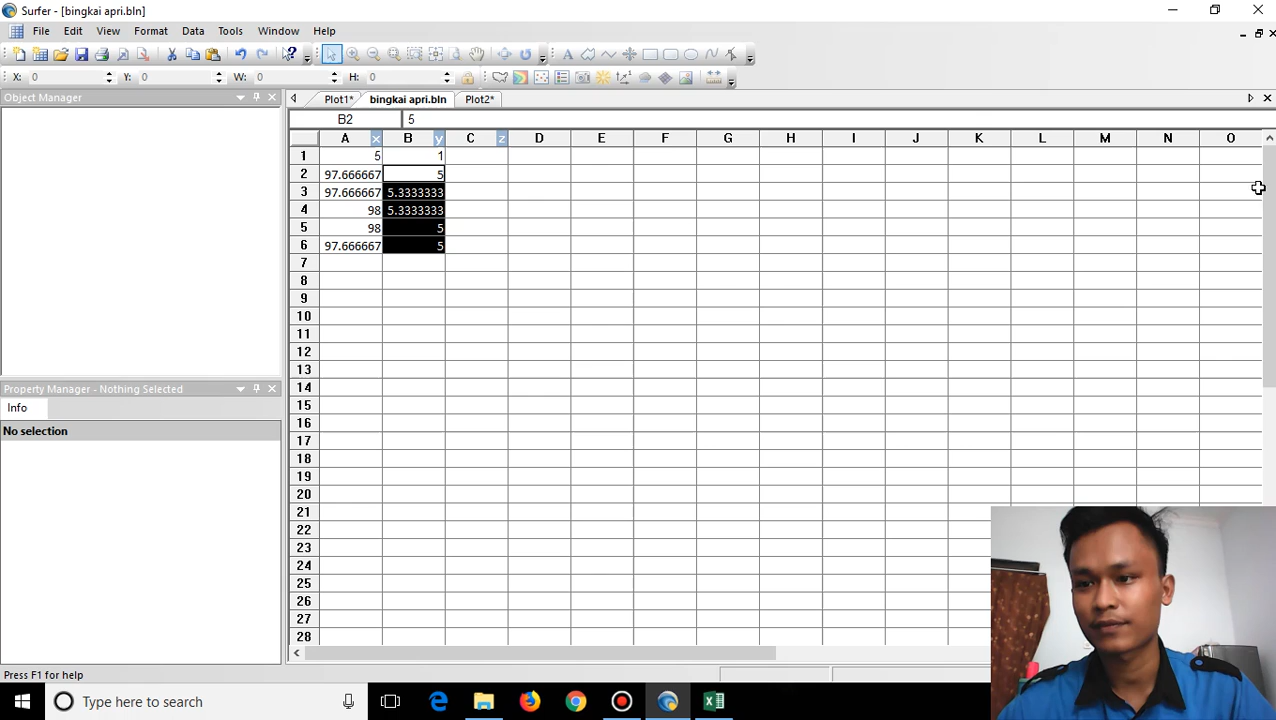 Surfer - [bingkai apri.bln]
File Edit View Format Data Tools Window Help
X: 0 Y: 0 W: 0 H: 0
Object Manager
Plot1* bingkai apri.bln Plot2*
B2 5
A x B y C z D E F G H I J K L M N O
1 5 1
2 97.666667 5
3 97.666667 5.3333333
4 98 5.3333333
5 98 5
6 97.666667 5
7
8
9
10
11
12
13
14
15
16
17
18
19
20
21
22
23
24
25
26
27
28
Property Manager - Nothing Selected
Info
No selection
Press F1 for help
Type here to search